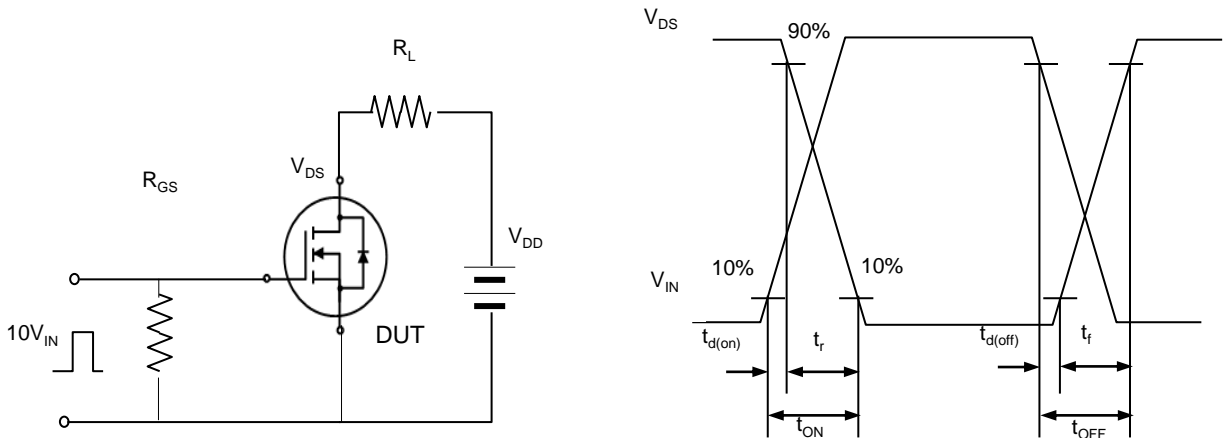 R_L
V_DS
R_GS
V_DD
10V_IN
DUT
V_DS
90%
10%
10%
V_IN
t_d(on)
t_r
t_d(off)
t_f
t_ON
t_OFF